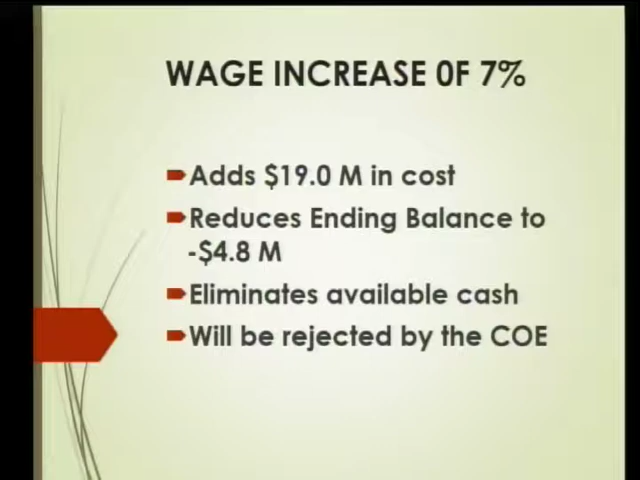 WAGE INCREASE 0F 7%
Adds $19.0 M in cost
Reduces Ending Balance to
-$4.8 M
Eliminates available cash
Will be rejected by the COE